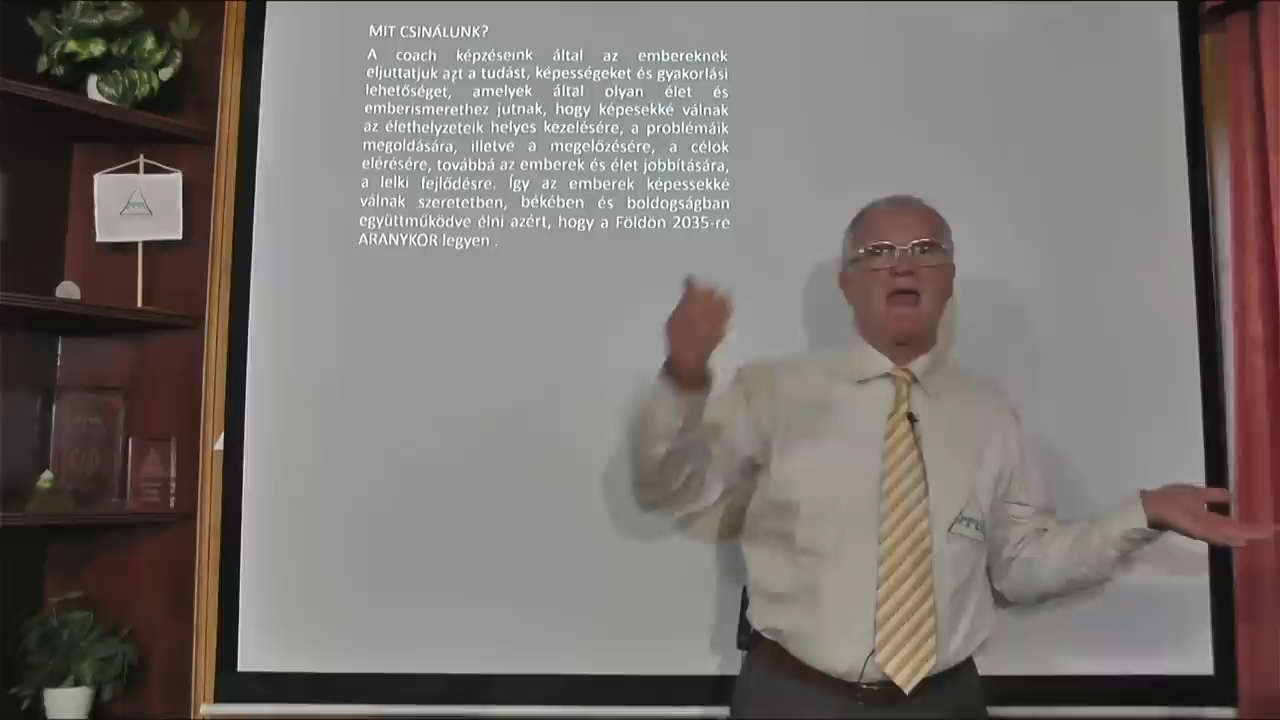 MIT CSINÁLUNK?
A coach képzéseink által az embereknek
eljuttatjuk azt a tudást, képességeket és gyakorlási
lehetőséget, amelyek által olyan élet és
emberismerethez jutnak, hogy képesekké válnak
az élethelyzeteik helyes kezelésére, a problémáik
megoldására, illetve a megelőzésére, a célok
elérésére, továbbá az emberek és élet jobbítására,
a lelki fejlődésre. Így az emberek képessekké
válnak szeretetben, békében és boldogságban
együttműködve élni azért, hogy a Földön 2035-re
ARANYKOR legyen .